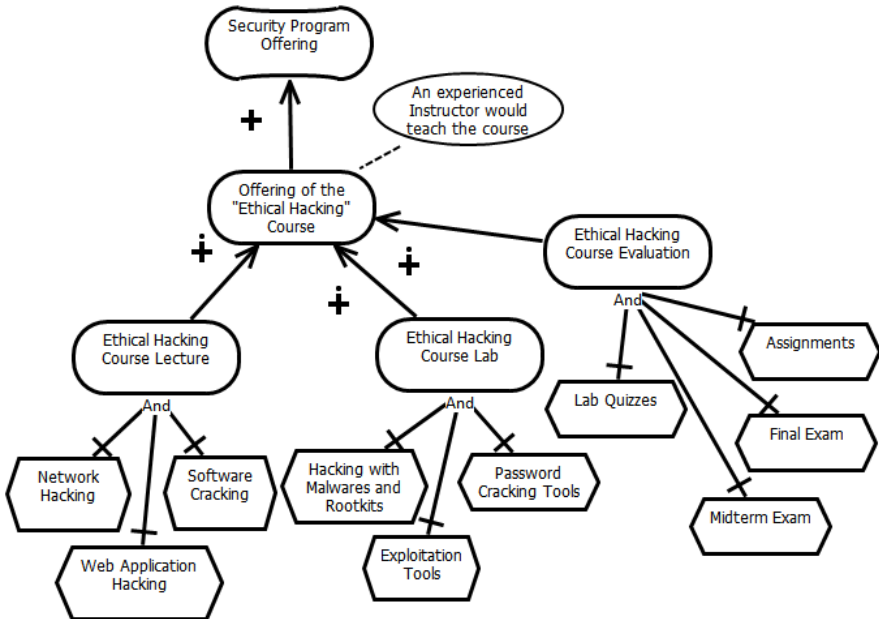 Security Program
Offering
An experienced
Instructor would
teach the course
Offering of the
"Ethical Hacking"
Course
Ethical Hacking
Course Evaluation
And
Ethical Hacking
Course Lecture
Ethical Hacking
Course Lab
Assignments
Lab Quizzes
And
And
Final Exam
Network
Hacking
Software
Cracking
Hacking with
Malwares and
Rootkits
Password
Cracking Tools
Midterm Exam
Web Application
Hacking
Exploitation
Tools